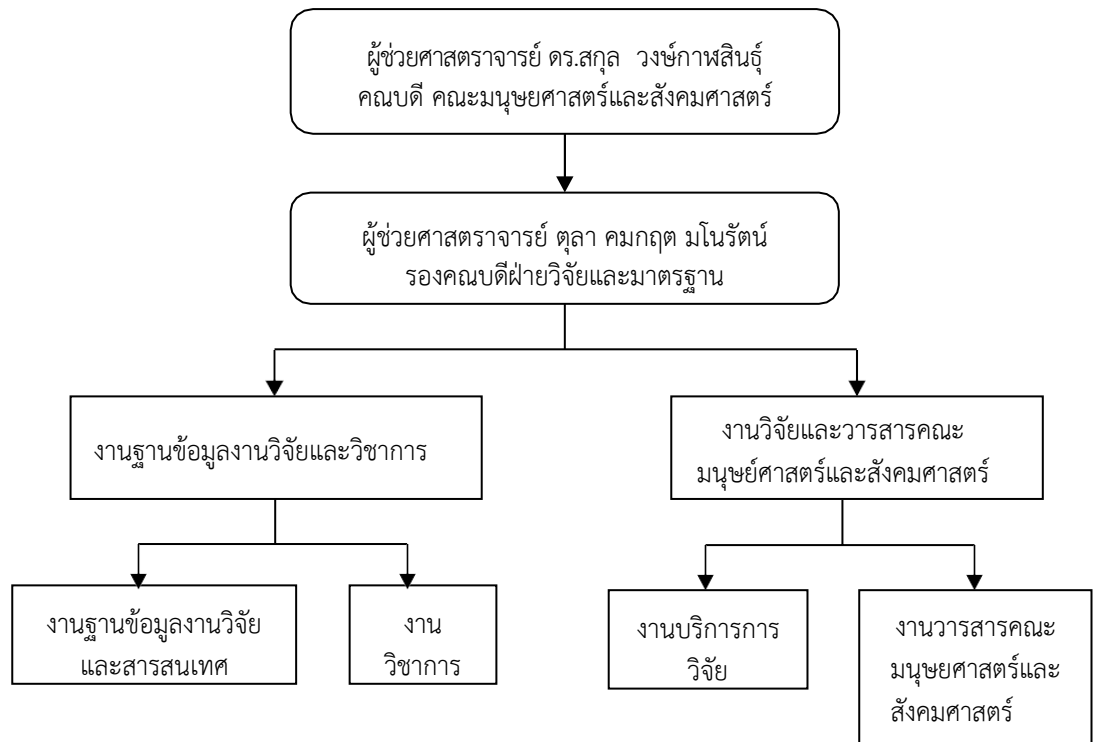 ผู้ช่วยศาสตราจารย์ ดร.สกุล วงษ์กาฬสินธุ์
คณบดี คณะมนุษยศาสตร์และสังคมศาสตร์
ผู้ช่วยศาสตราจารย์ ตุลา คมกฤต มโนรัตน์
รองคณบดีฝ่ายวิจัยและมาตรฐาน
งานฐานข้อมูลงานวิจัยและวิชาการ
งานวิจัยและวารสารคณะ
มนุษย์ศาสตร์และสังคมศาสตร์
งานฐานข้อมูลงานวิจัย
และสารสนเทศ
งาน
วิชาการ
งานบริการการ
วิจัย
งานวารสารคณะ
มนุษยศาสตร์และ
สังคมศาสตร์